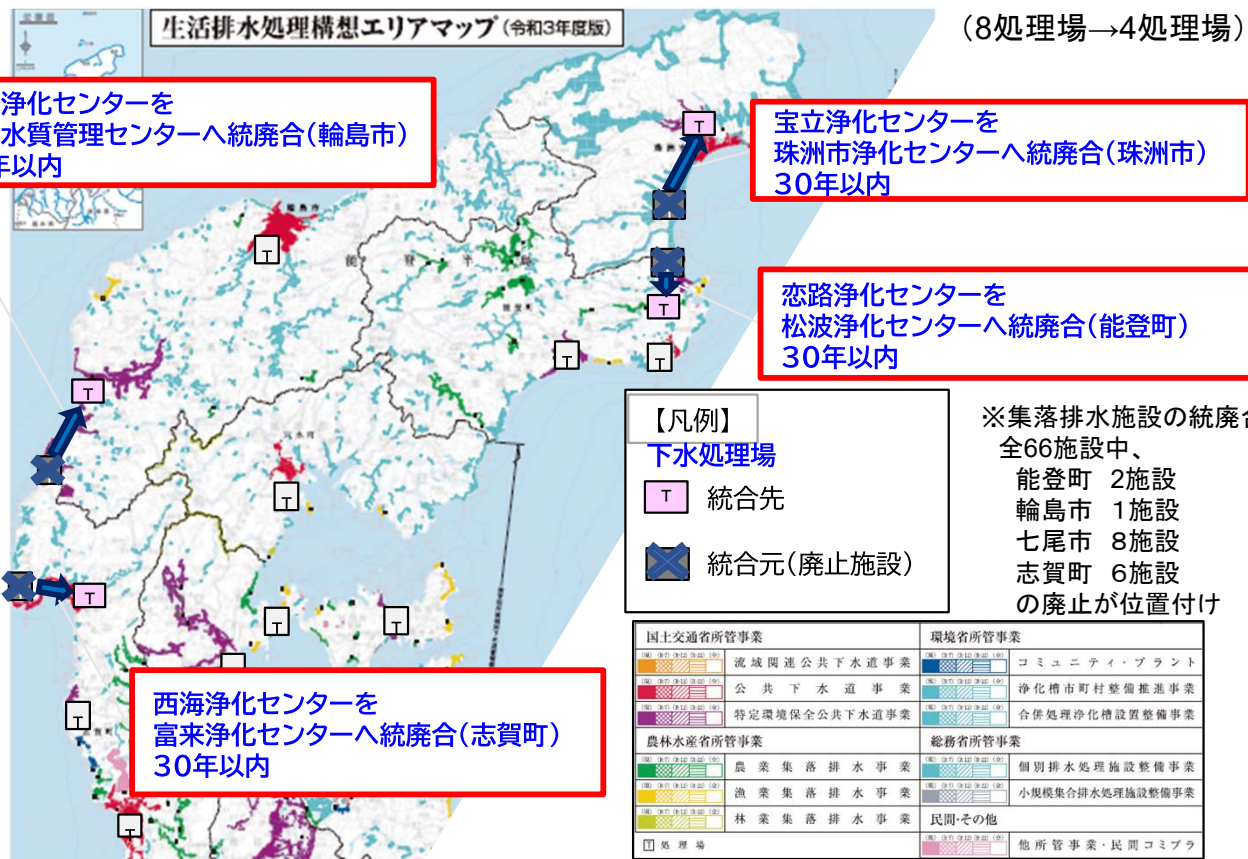 位置図
生活排水処理構想エリアマップ(令和3年度版)
(8処理場→4処理場)
浄化センターを
水質管理センターへ統廃合(輪島市)
年以内
宝立浄化センターを
珠洲市浄化センターへ統廃合(珠洲市)
30年以内
恋路浄化センターを
松波浄化センターへ統廃合(能登町)
30年以内
西海浄化センターを
富来浄化センターへ統廃合(志賀町)
30年以内
輪島市
珠洲市
能登半島
能登町
穴水町
T
T
T
T
T
T
T
T
T
T
T
T
【凡例】
下水処理場
T 統合先
統合元(廃止施設)
※集落排水施設の統廃合
全66施設中、
能登町 2施設
輪島市 1施設
七尾市 8施設
志賀町 6施設
の廃止が位置付け
国土交通省所管事業
流域関連公共下水道事業
公共下水道事業
特定環境保全公共下水道事業
農林水産省所管事業
農業集落排水事業
漁業集落排水事業
林業集落排水事業
T 処理場
環境省所管事業
コミュニティ・プラント
浄化槽市町村整備推進事業
合併処理浄化槽設置整備事業
総務省所管事業
個別排水処理施設整備事業
小規模集合排水処理施設整備事業
民間・その他
他所管事業・民間コミプラ